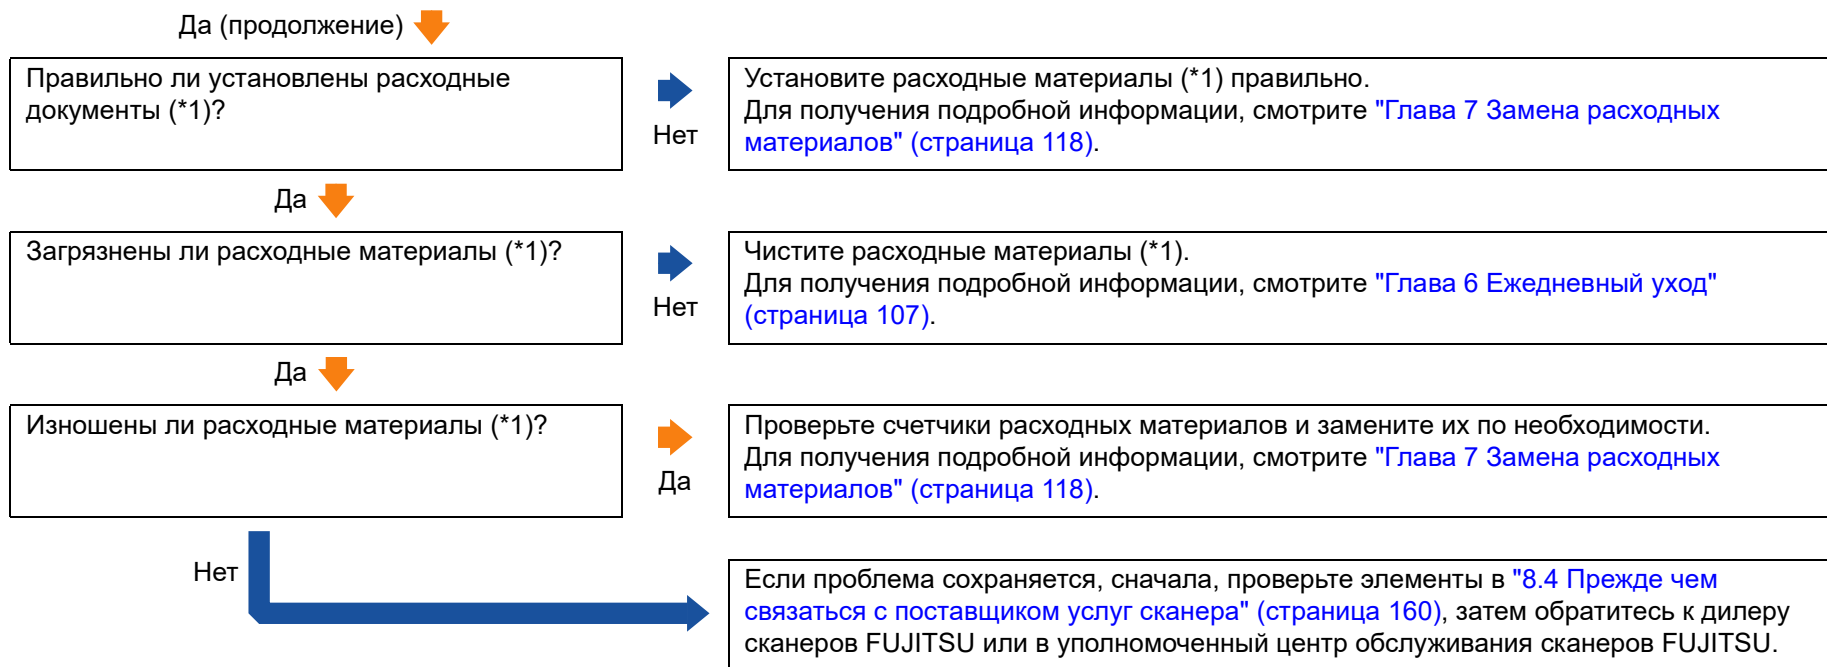 Да (продолжение)
Правильно ли установлены расходные
документы (*1)?
Нет
Установите расходные материалы (*1) правильно.
Для получения подробной информации, смотрите "Глава 7 Замена расходных
материалов" (страница 118).
Да
Загрязнены ли расходные материалы (*1)?
Нет
Чистите расходные материалы (*1).
Для получения подробной информации, смотрите "Глава 6 Ежедневный уход"
(страница 107).
Да
Изношены ли расходные материалы (*1)?
Да
Проверьте счетчики расходных материалов и замените их по необходимости.
Для получения подробной информации, смотрите "Глава 7 Замена расходных
материалов" (страница 118).
Нет
Если проблема сохраняется, сначала, проверьте элементы в "8.4 Прежде чем
связаться с поставщиком услуг сканера" (страница 160), затем обратитесь к дилеру
сканеров FUJITSU или в уполномоченный центр обслуживания сканеров FUJITSU.